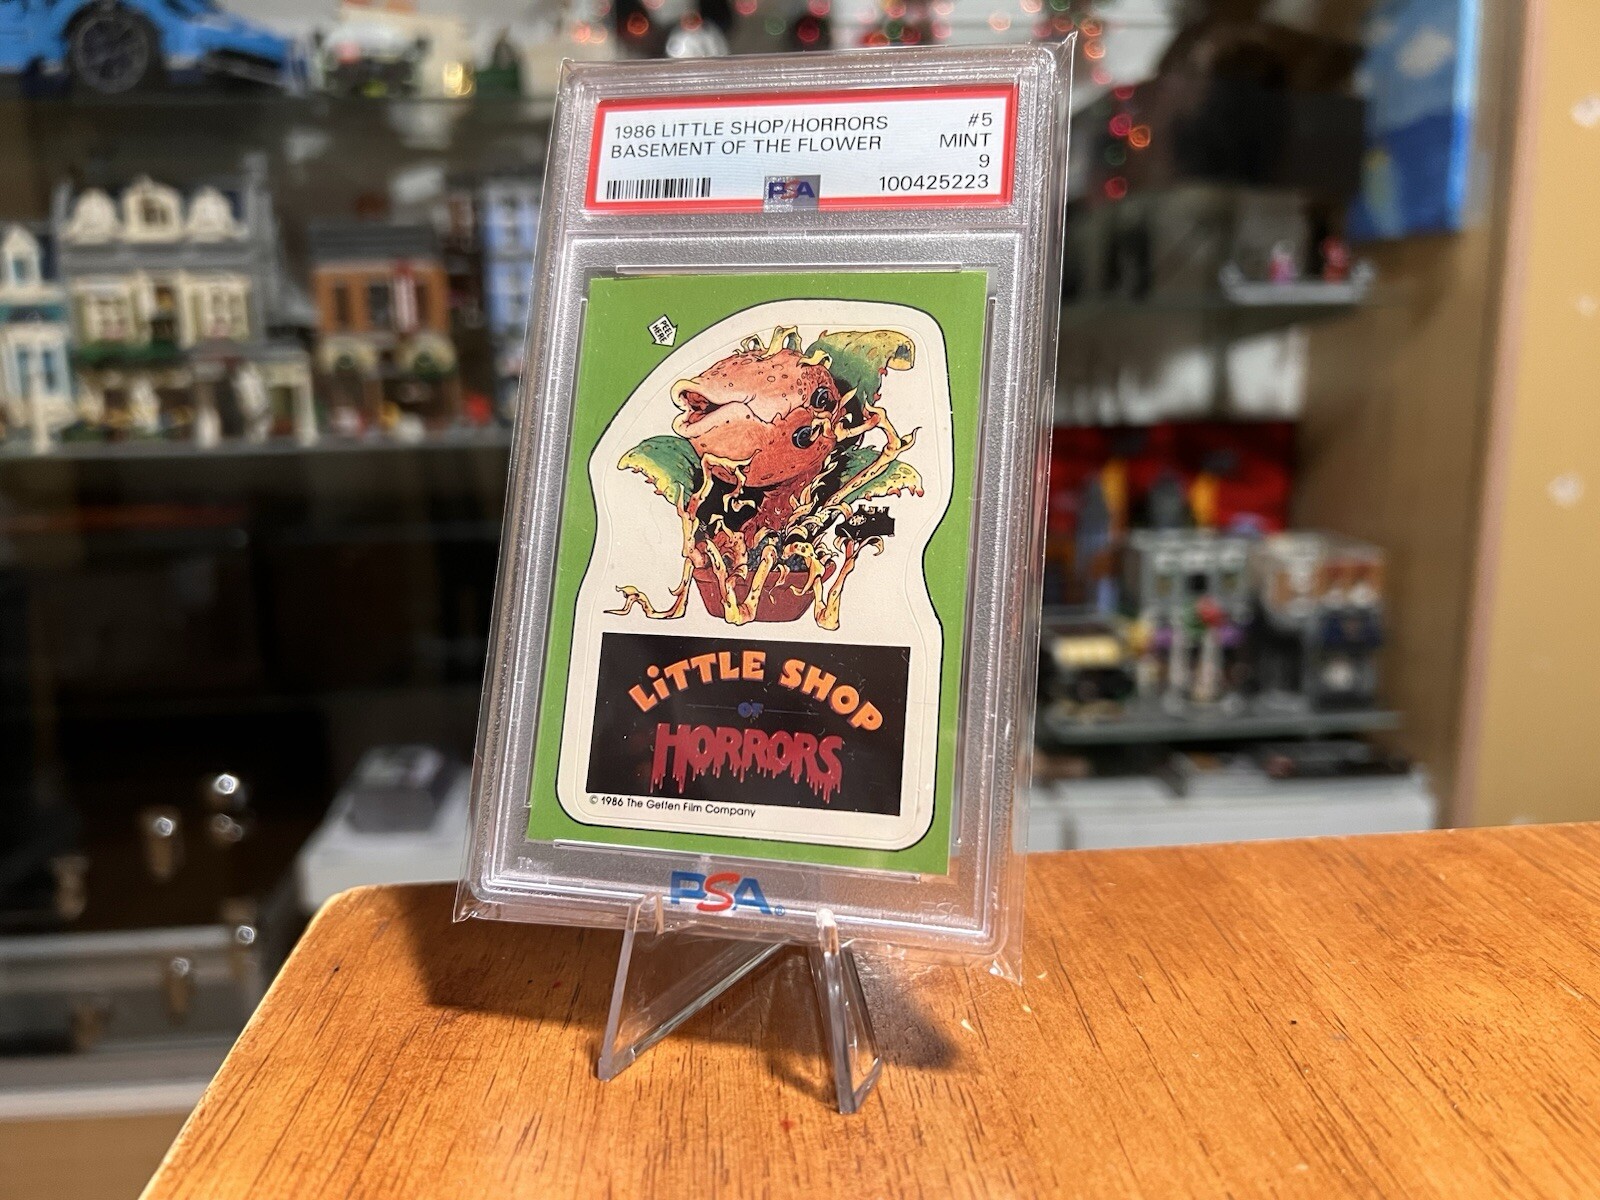 1986 LITTLE SHOP/HORRORS #5
BASEMENT OF THE FLOWER MINT
9
PSA 100425223
PEEL
HERE
LiTTLE SHOP
OF
HORRORS
© 1986 The Geffen Film Company
PSA®